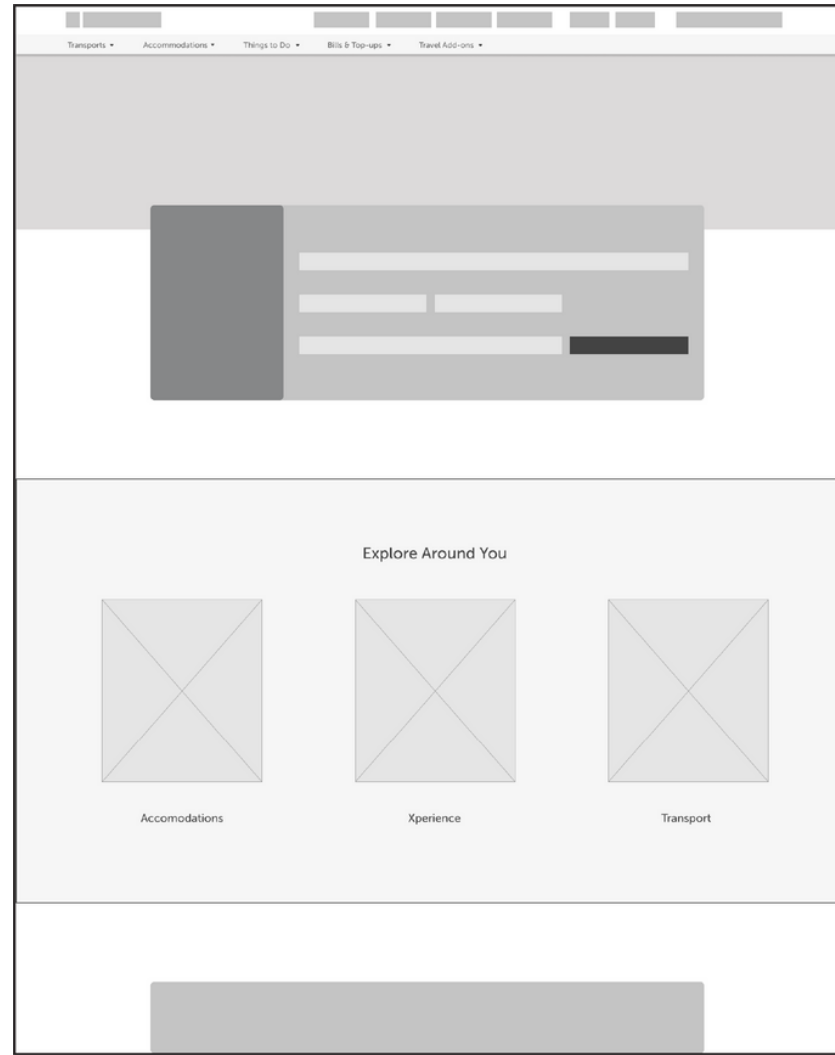 Transports ▾ Accommodations ▾ Things to Do ▾ Bills & Top-ups ▾ Travel Add-ons ▾
Explore Around You
Accomodations Xperience Transport